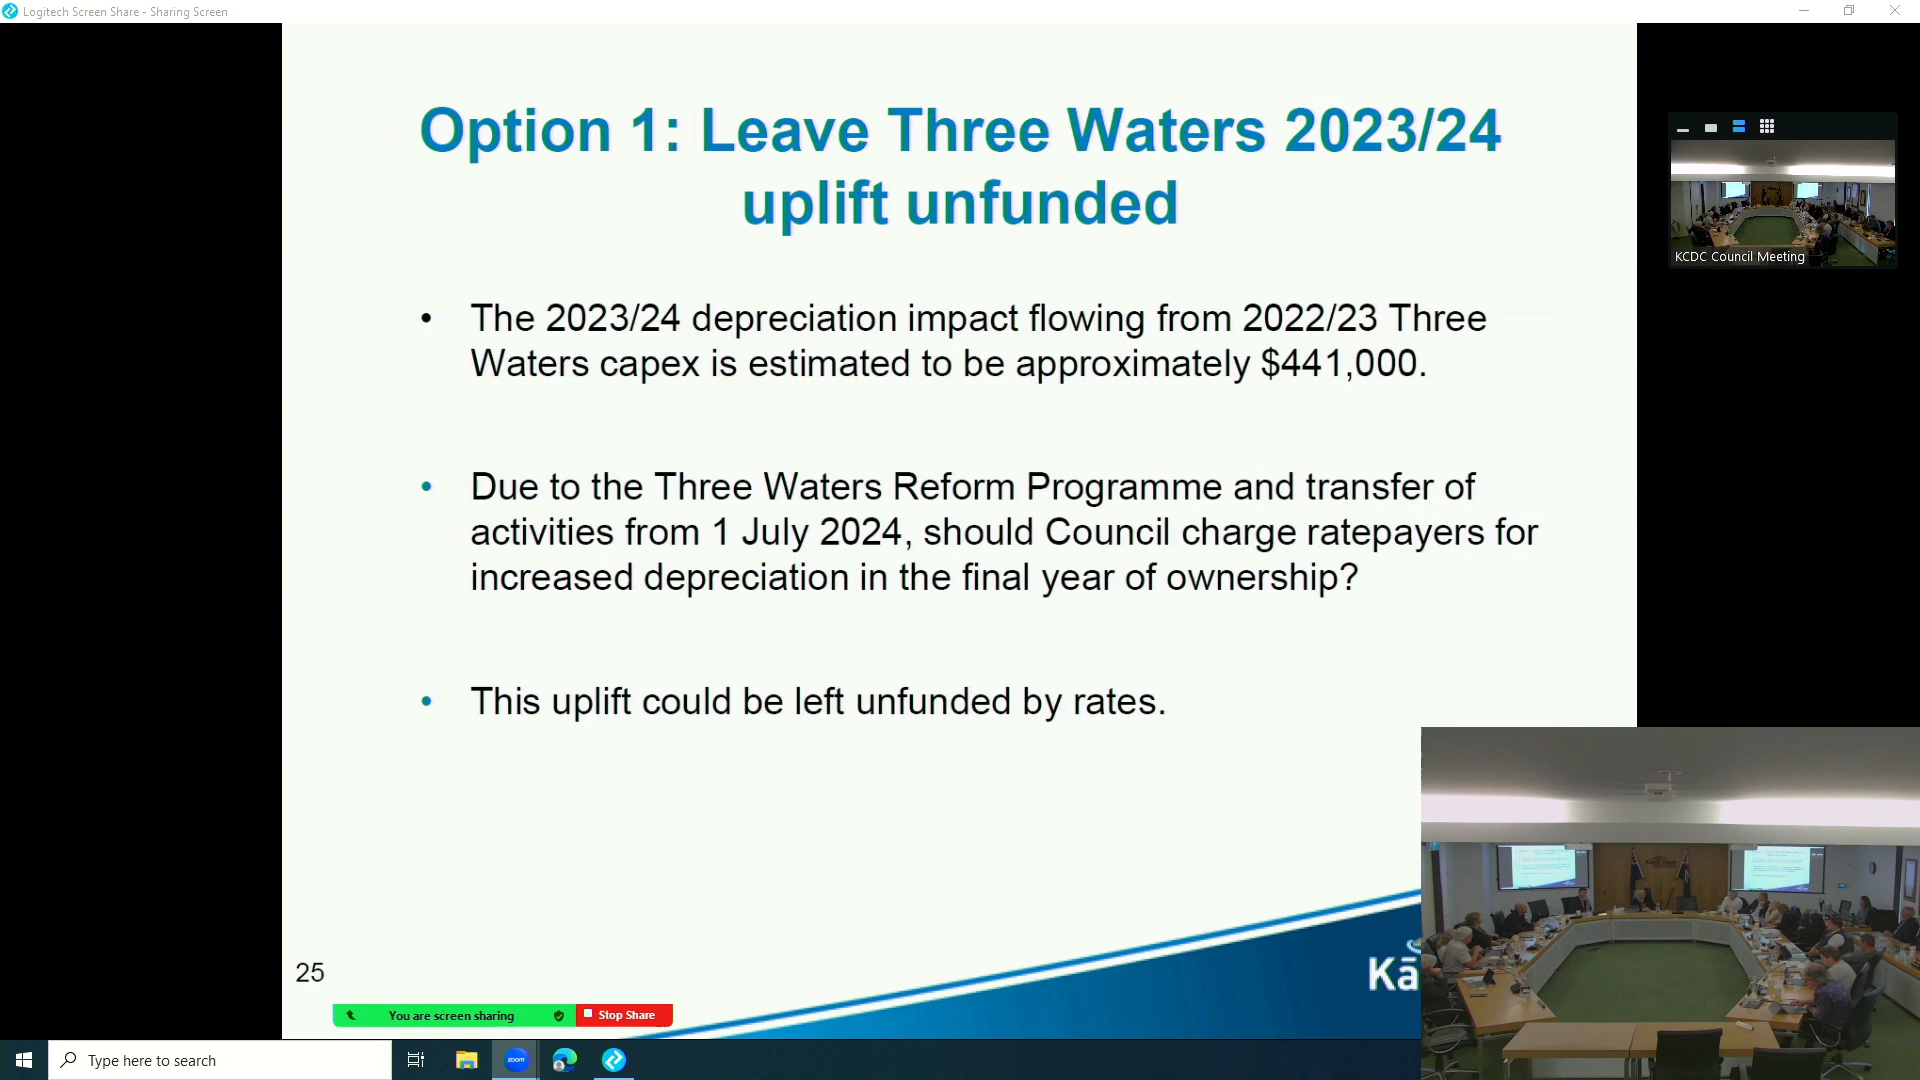 Logitech Screen Share - Sharing Screen
Option 1: Leave Three Waters 2023/24
uplift unfunded
KCDC Council Meeting
• The 2023/24 depreciation impact flowing from 2022/23 Three
Waters capex is estimated to be approximately $441,000.
• Due to the Three Waters Reform Programme and transfer of
activities from 1 July 2024, should Council charge ratepayers for
increased depreciation in the final year of ownership?
• This uplift could be left unfunded by rates.
25
Kā
You are screen sharing
Stop Share
Type here to search
zoom